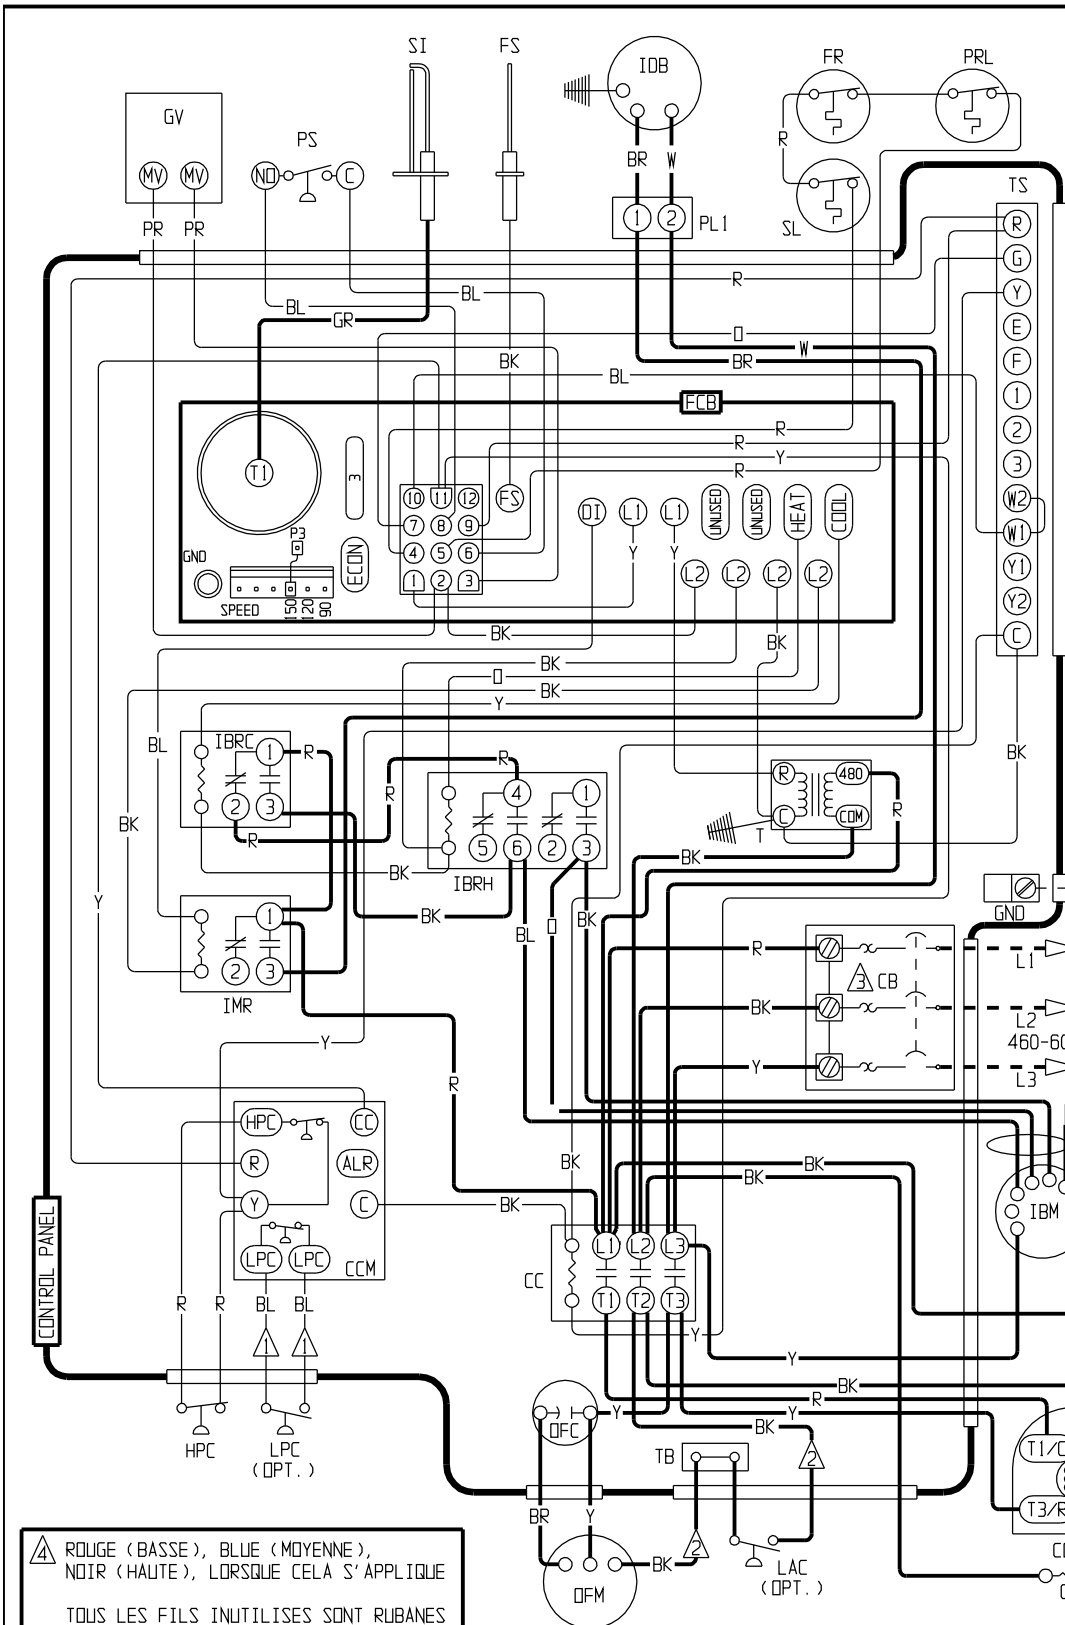 SI
FS
IDB
FR
PRL
GV
PS
R
BR
W
MV
MV
NO
C
TS
PR
PR
1
2
PL1
SL
R
G
R
Y
BL
BL
GR
O
W
E
BK
BR
F
BL
1
FCB
R
2
R
Y
T1
3
R
3
10
11
12
FS
W2
OI
L1
L1
UNUSED
UNUSED
HEAT
COOL
7
8
9
W1
P3
GND
ECON
4
5
6
Y
Y
Y1
1
2
3
L2
L2
L2
L2
SPEED
150
120
90
Y2
BK
BK
C
BK
O
BK
Y
BL
IBRC
1
R
R
BK
R
480
R
4
1
R
2
3
C
COM
BK
R
T
5
6
2
3
BK
BK
IBRH
Y
GND
1
BK
BL
O
BK
R
L1
2
3
3
CB
IMR
BK
L2
460-60
Y
Y
L3
R
HPC
CC
BK
BK
BK
R
ALR
Y
C
BK
IBM
CONTROL PANEL
LPC
LPC
CCM
L1
L2
L3
CC
R
R
BL
BL
T1
T2
T3
1
1
Y
Y
BK
R
Y
OFC
Y
BK
HPC
LPC
(OPT.)
TB
2
T1/C
T3/R
BR
Y
2
BK
LAC
(OPT.)
OFM
4
ROUGE (BASSE), BLUE (MOYENNE),
NOIR (HAUTE), LORSQUE CELA S'APPLIQUE
TOUS LES FILS INUTILISES SONT RUBANES